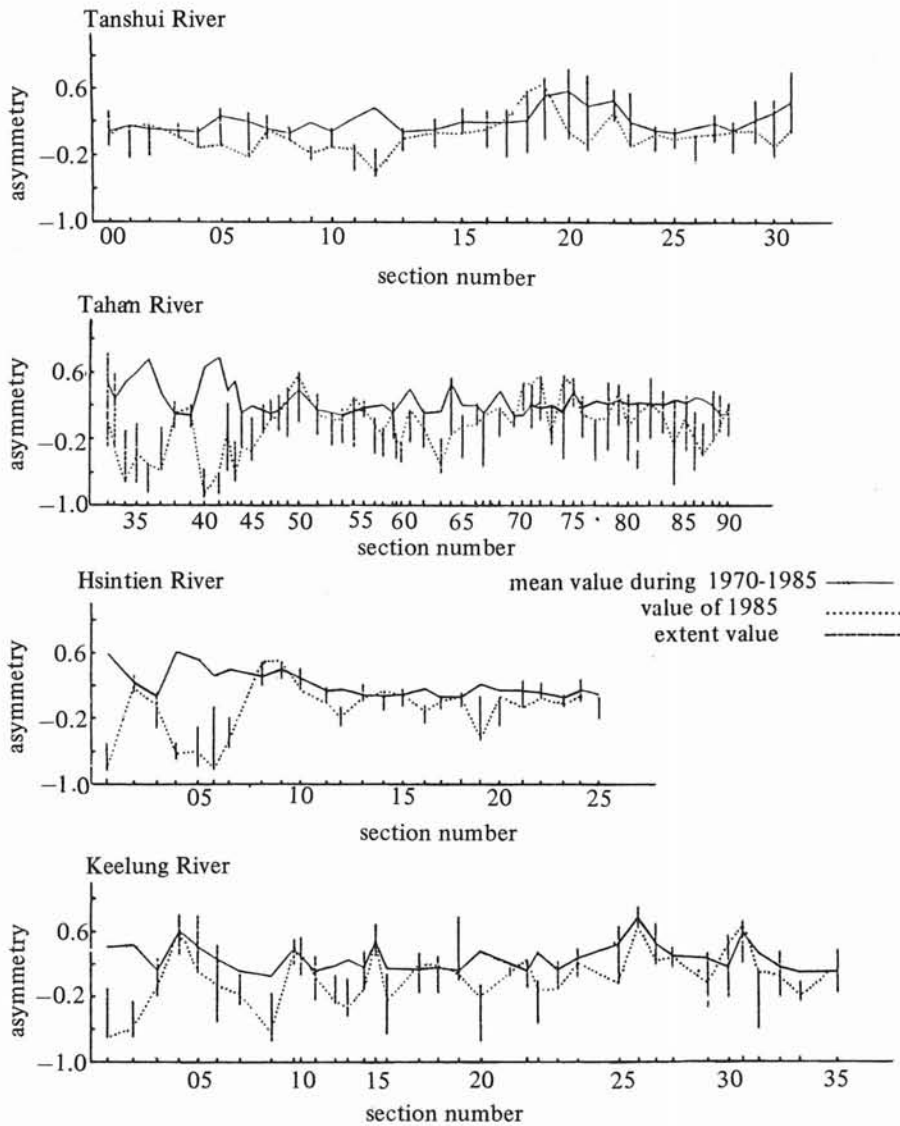 Tanshui River
asymmetry
0.6
−0.2
−1.0
00 05 10 15 20 25 30
section number
Tahan River
asymmetry
0.6
−0.2
−1.0
35 40 45 50 55 60 65 70 75 80 85 90
section number
Hsintien River
mean value during 1970-1985
value of 1985
extent value
asymmetry
0.6
−0.2
−1.0
05 10 15 20 25
section number
Keelung River
asymmetry
0.6
−0.2
−1.0
05 10 15 20 25 30 35
section number